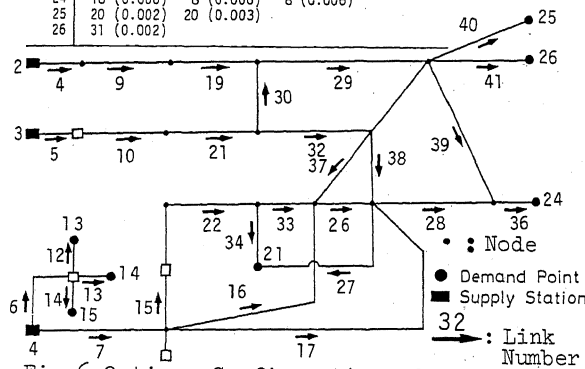 25 20 (0.002) 20 (0.003)
26 31 (0.002)
40 25
2 4 9 19 29 41 26
30
3 5 10 21 32 37 38 39
22 33 26 28 36 24
13 34 21 27
12 14 13 14 15
6 15 16
4 7 17
: Node
Demand Point
Supply Station
32 : Link
Number